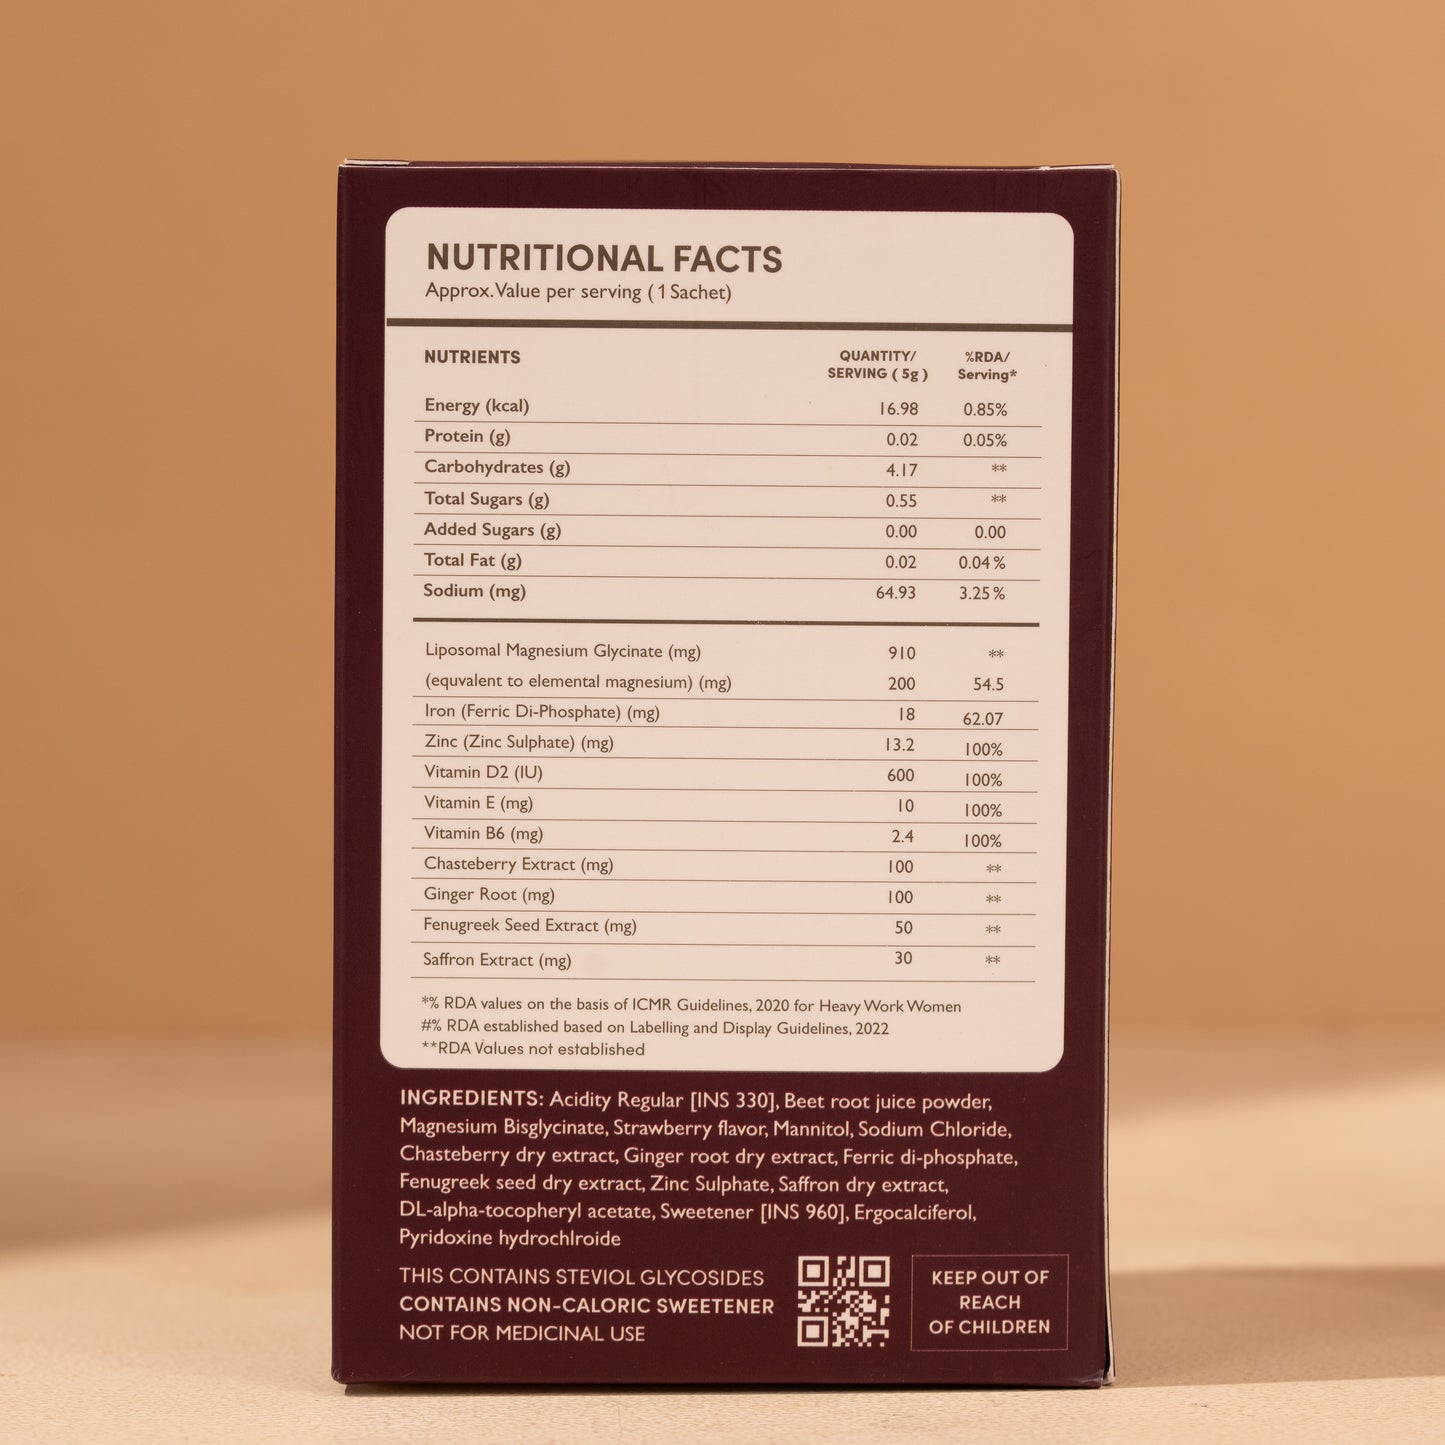 NUTRITIONAL FACTS
Approx.Value per serving (1 Sachet)
NUTRIENTS QUANTITY/ SERVING ( 5g ) %RDA/ Serving*
Energy (kcal) 16.98 0.85%
Protein (g) 0.02 0.05%
Carbohydrates (g) 4.17 **
Total Sugars (g) 0.55 **
Added Sugars (g) 0.00 0.00
Total Fat (g) 0.02 0.04 %
Sodium (mg) 64.93 3.25 %
Liposomal Magnesium Glycinate (mg) 910 **
(equvalent to elemental magnesium) (mg) 200 54.5
Iron (Ferric Di-Phosphate) (mg) 18 62.07
Zinc (Zinc Sulphate) (mg) 13.2 100%
Vitamin D2 (IU) 600 100%
Vitamin E (mg) 10 100%
Vitamin B6 (mg) 2.4 100%
Chasteberry Extract (mg) 100 **
Ginger Root (mg) 100 **
Fenugreek Seed Extract (mg) 50 **
Saffron Extract (mg) 30 **
*% RDA values on the basis of ICMR Guidelines, 2020 for Heavy Work Women
#% RDA established based on Labelling and Display Guidelines, 2022
**RDA Values not established
INGREDIENTS: Acidity Regular [INS 330], Beet root juice powder,
Magnesium Bisglycinate, Strawberry flavor, Mannitol, Sodium Chloride,
Chasteberry dry extract, Ginger root dry extract, Ferric di-phosphate,
Fenugreek seed dry extract, Zinc Sulphate, Saffron dry extract,
DL-alpha-tocopheryl acetate, Sweetener [INS 960], Ergocalciferol,
Pyridoxine hydrochlroide
THIS CONTAINS STEVIOL GLYCOSIDES
CONTAINS NON-CALORIC SWEETENER
NOT FOR MEDICINAL USE
KEEP OUT OF
REACH
OF CHILDREN